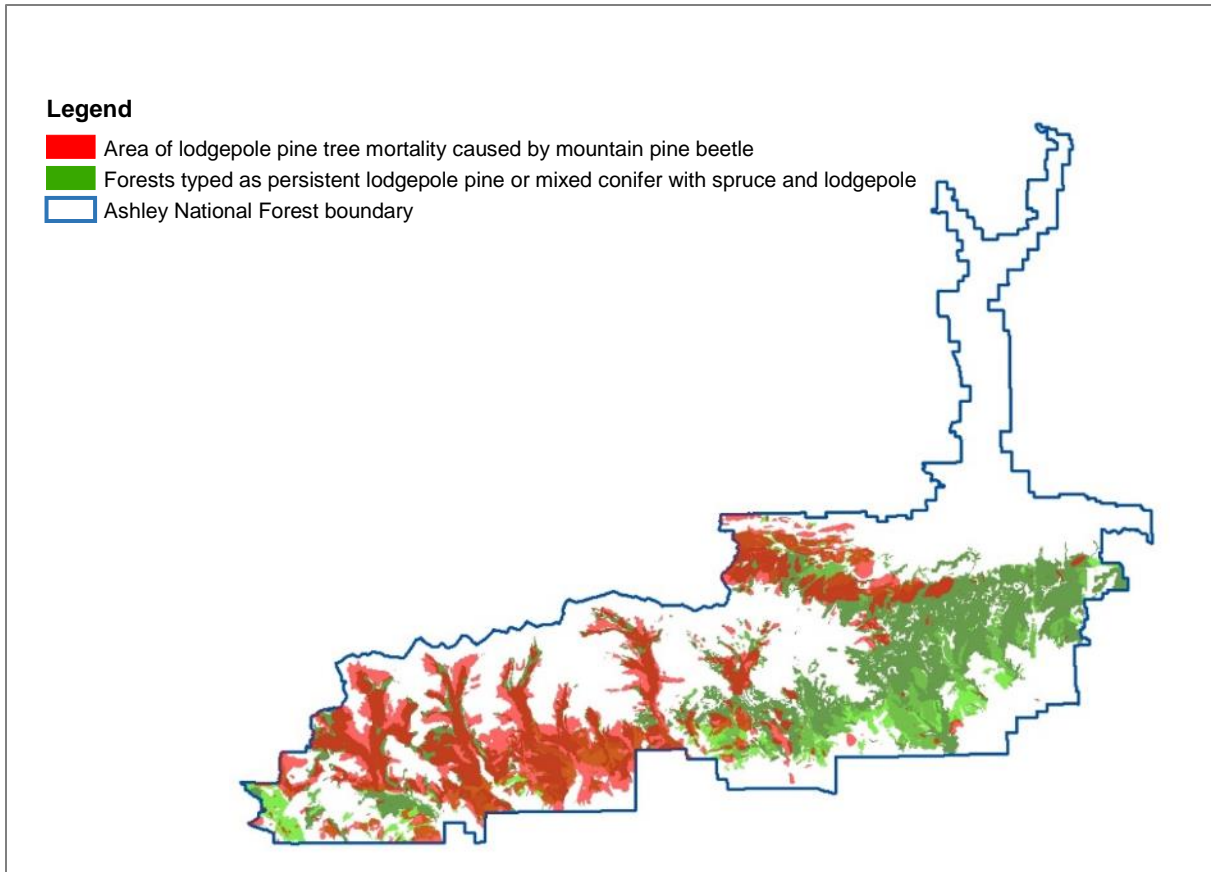 Legend
Area of lodgepole pine tree mortality caused by mountain pine beetle
Forests typed as persistent lodgepole pine or mixed conifer with spruce and lodgepole
Ashley National Forest boundary